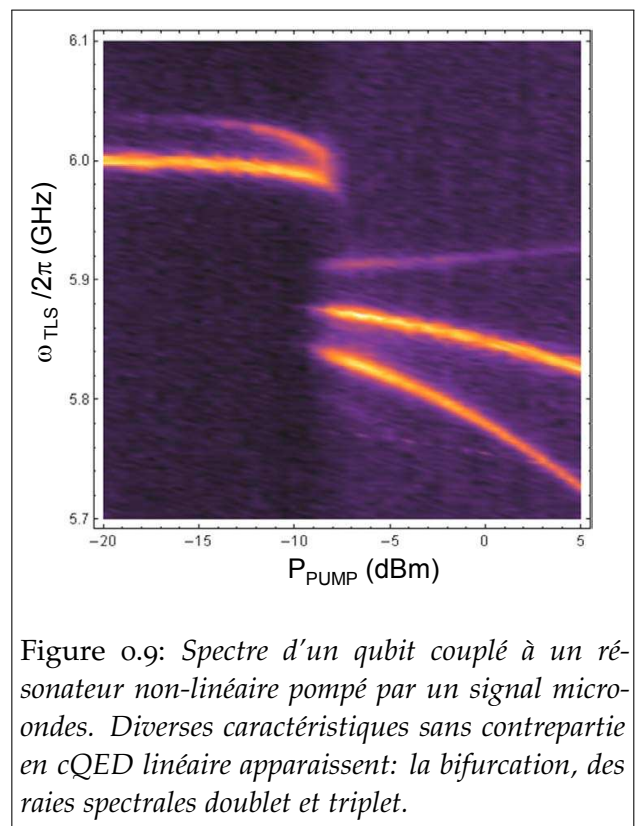 6.1
6.0
5.9
5.8
5.7
ω TLS /2π (GHz)
−20
−15
−10
−5
0
5
P PUMP (dBm)
Figure 0.9: Spectre d'un qubit couplé à un ré-
sonateur non-linéaire pompé par un signal micro-
ondes. Diverses caractéristiques sans contrepartie
en cQED linéaire apparaissent: la bifurcation, des
raies spectrales doublet et triplet.